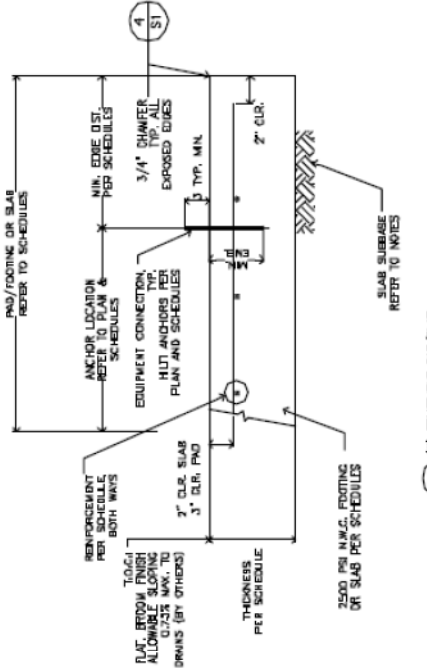 PAD/FOOTING OR SLAB
REFER TO SCHEDULES
ANCHOR LOCATION
REFER TO PLAN &
SCHEDULES
MIN. EDGE DIST.
PER SCHEDULES
4
S1
REINFORCEMENT
PER SCHEDULE,
BOTH WAYS
EQUIPMENT CONNECTION,
TYP.
HILTI ANCHORS PER
PLAN AND SCHEDULES
3/4" CHAMFER
TYP. ALL
EXPOSED EDGES
T.O.C.
FLAT, BROOM FINISH
ALLOWABLE SLOPING
MAX. TO
DRAINS (BY OTHERS)
2" CLR. SLAB
3" CLR. PAD
3 TYP. MIN.
MIN.
EMB.
2" CLR.
THICKNESS
PER SCHEDULE
2500 PSI N.W.C. FOOTING
OR SLAB PER SCHEDULES
SLAB SUBBASE
REFER TO NOTES